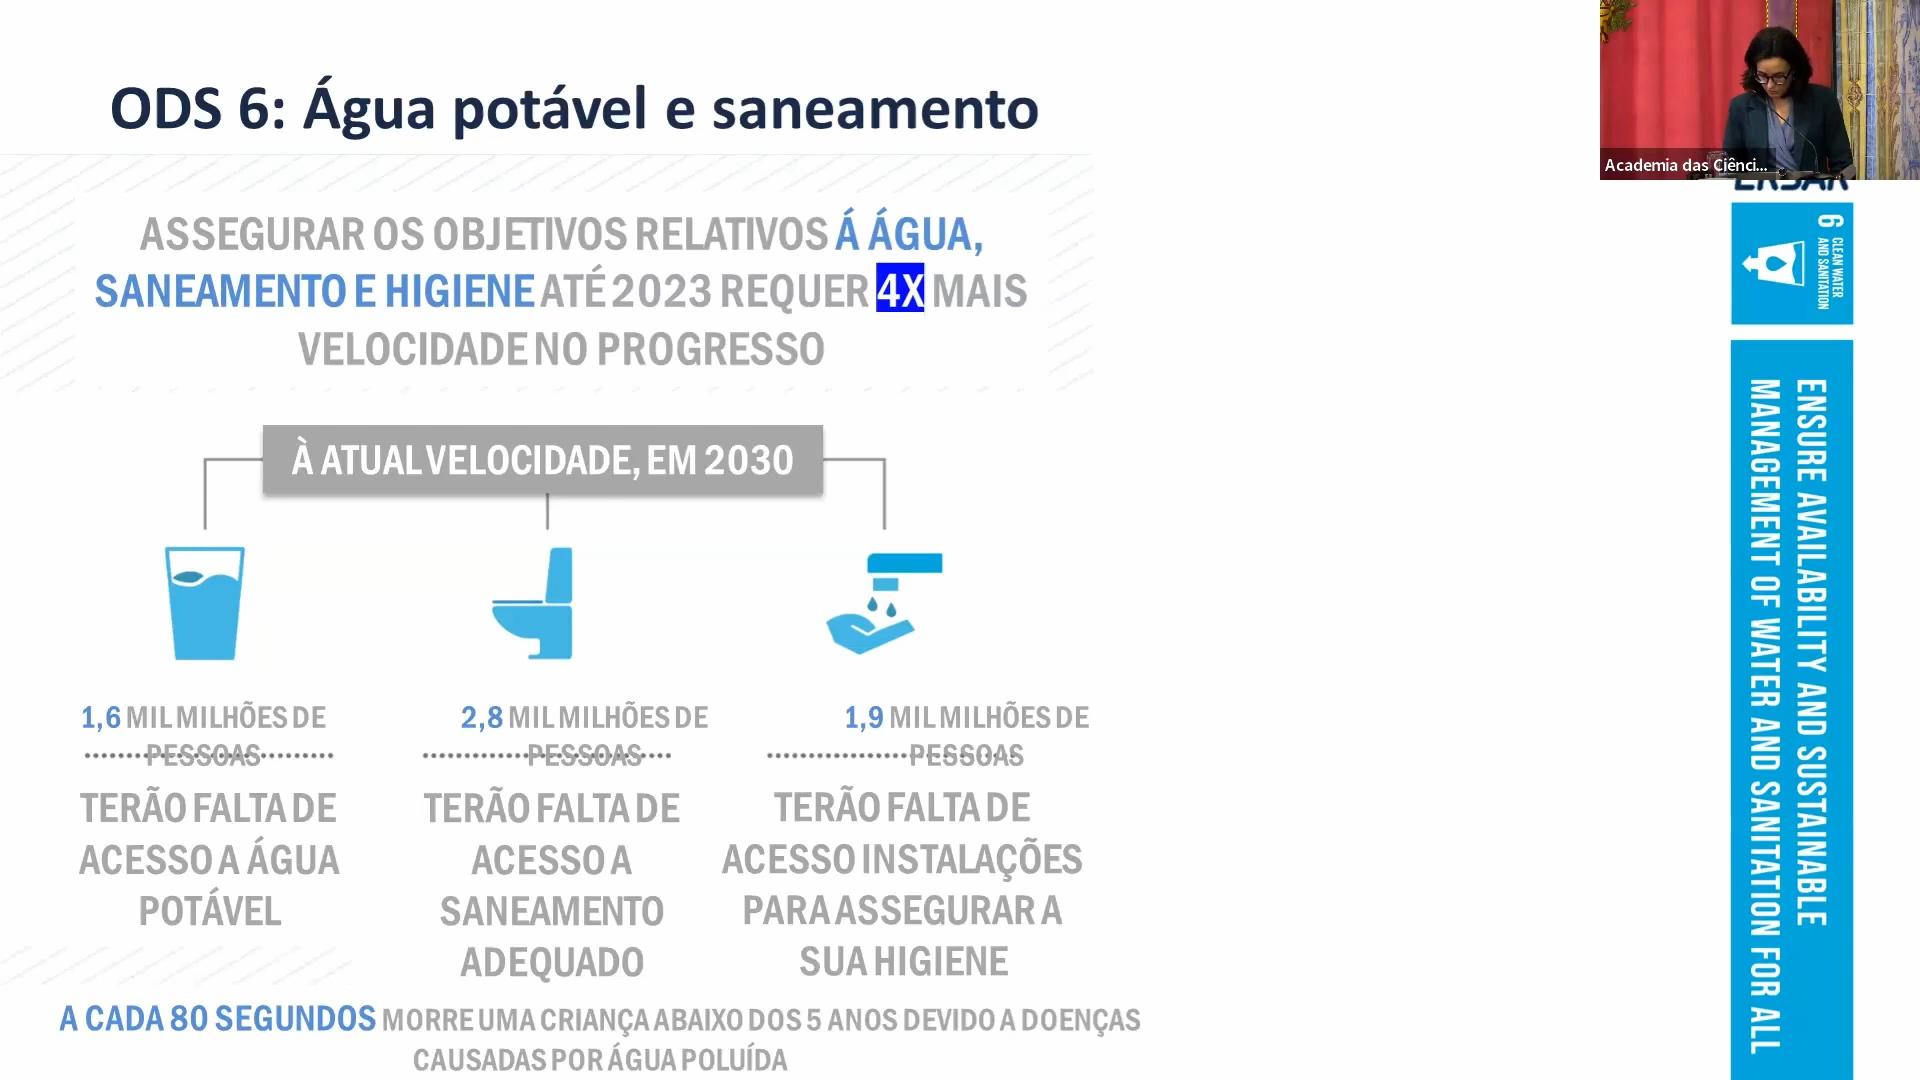 ODS 6: Água potável e saneamento
Academia das Ciênci...
ERSAR
ASSEGURAR OS OBJETIVOS RELATIVOS Á ÁGUA,
SANEAMENTO E HIGIENE ATÉ 2023 REQUER 4X MAIS
VELOCIDADE NO PROGRESSO
6 CLEAN WATER
AND SANITATION
À ATUAL VELOCIDADE, EM 2030
1,6 MIL MILHÕES DE
PESSOAS
TERÃO FALTA DE
ACESSO A ÁGUA
POTÁVEL
2,8 MIL MILHÕES DE
PESSOAS
TERÃO FALTA DE
ACESSO A
SANEAMENTO
ADEQUADO
1,9 MIL MILHÕES DE
PESSOAS
TERÃO FALTA DE
ACESSO INSTALAÇÕES
PARA ASSEGURAR A
SUA HIGIENE
A CADA 80 SEGUNDOS MORRE UMA CRIANÇA ABAIXO DOS 5 ANOS DEVIDO A DOENÇAS
CAUSADAS POR ÁGUA POLUÍDA
ENSURE AVAILABILITY AND SUSTAINABLE
MANAGEMENT OF WATER AND SANITATION FOR ALL